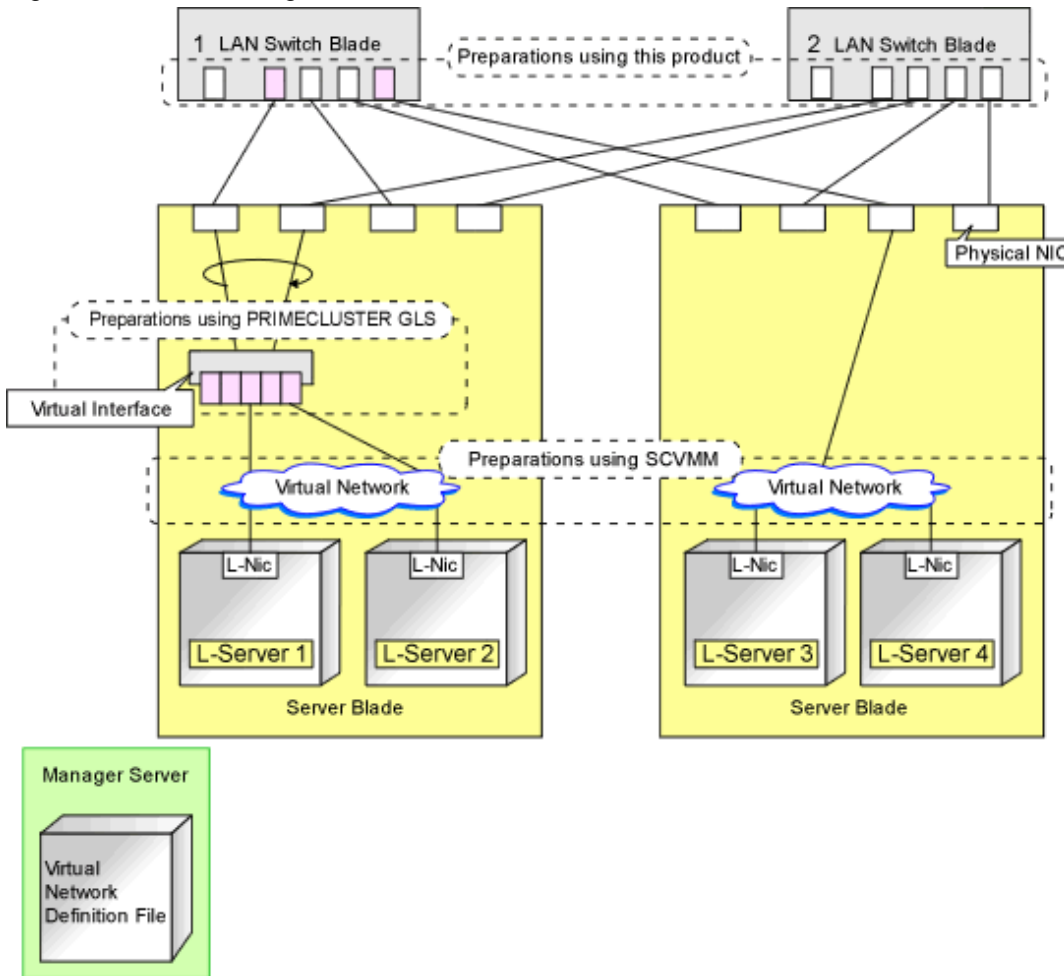 1 LAN Switch Blade
Preparations using this product
2 LAN Switch Blade
Physical NIC
Preparations using PRIMECLUSTER GLS
Virtual Interface
Preparations using SCVMM
Virtual Network
Virtual Network
L-Nic
L-Nic
L-Nic
L-Nic
L-Server 1
L-Server 2
L-Server 3
L-Server 4
Server Blade
Server Blade
Manager Server
Virtual
Network
Definition File